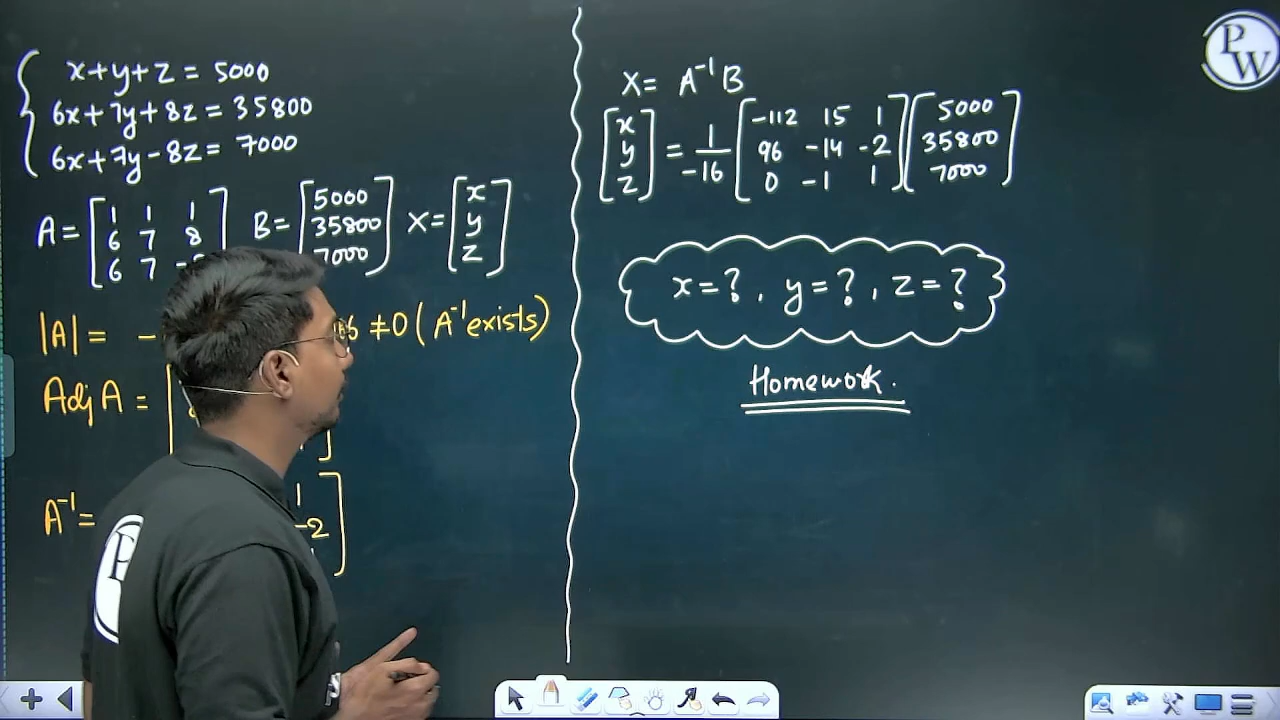 x+y+z = 5000
6x+7y+8z = 35800
6x+7y-8z = 7000
A= [1 1 1 B= [5000 X= [x
6 7 8 35800 y
6 7 7000] z]
|A| = - ≠0 (A⁻¹ exists)
Adj A =
A⁻¹= 1
-2
X= A⁻¹ B
[x y z] = 1/-16 [-112 15 1 [5000
96 -14 -2 35800
0 -1 1] 7000]
x=?, y=?, z=?
Homework.
PW